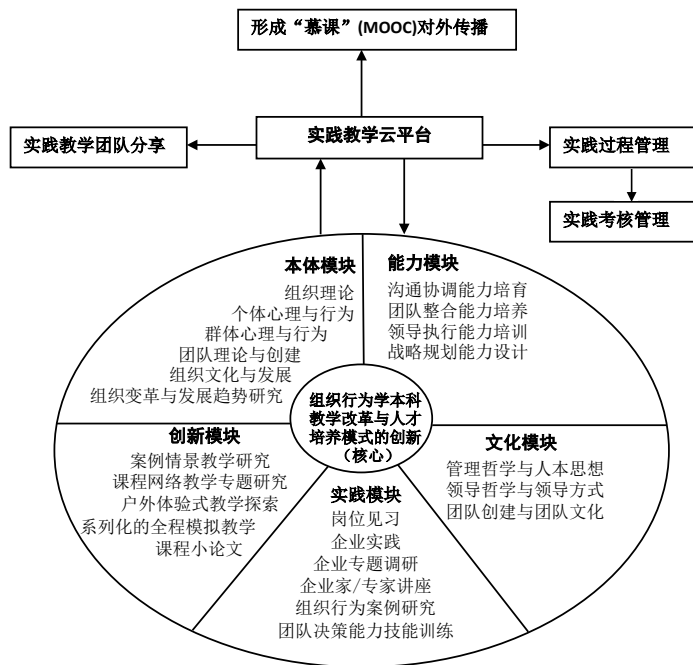 形成“慕课”(MOOC)对外传播
实践教学云平台
实践教学团队分享
实践过程管理
实践考核管理
本体模块
组织理论
个体心理与行为
群体心理与行为
团队理论与创建
组织文化与发展
组织变革与发展趋势研究
能力模块
沟通协调能力培育
团队整合能力培养
领导执行能力培训
战略规划能力设计
组织行为学本科
教学改革与人才
培养模式的创新
（核心）
创新模块
案例情景教学研究
课程网络教学专题研究
户外体验式教学探索
系列化的全程模拟教学
课程小论文
实践模块
岗位见习
企业实践
企业专题调研
企业家/专家讲座
组织行为案例研究
团队决策能力技能训练
文化模块
管理哲学与人本思想
领导哲学与领导方式
团队创建与团队文化